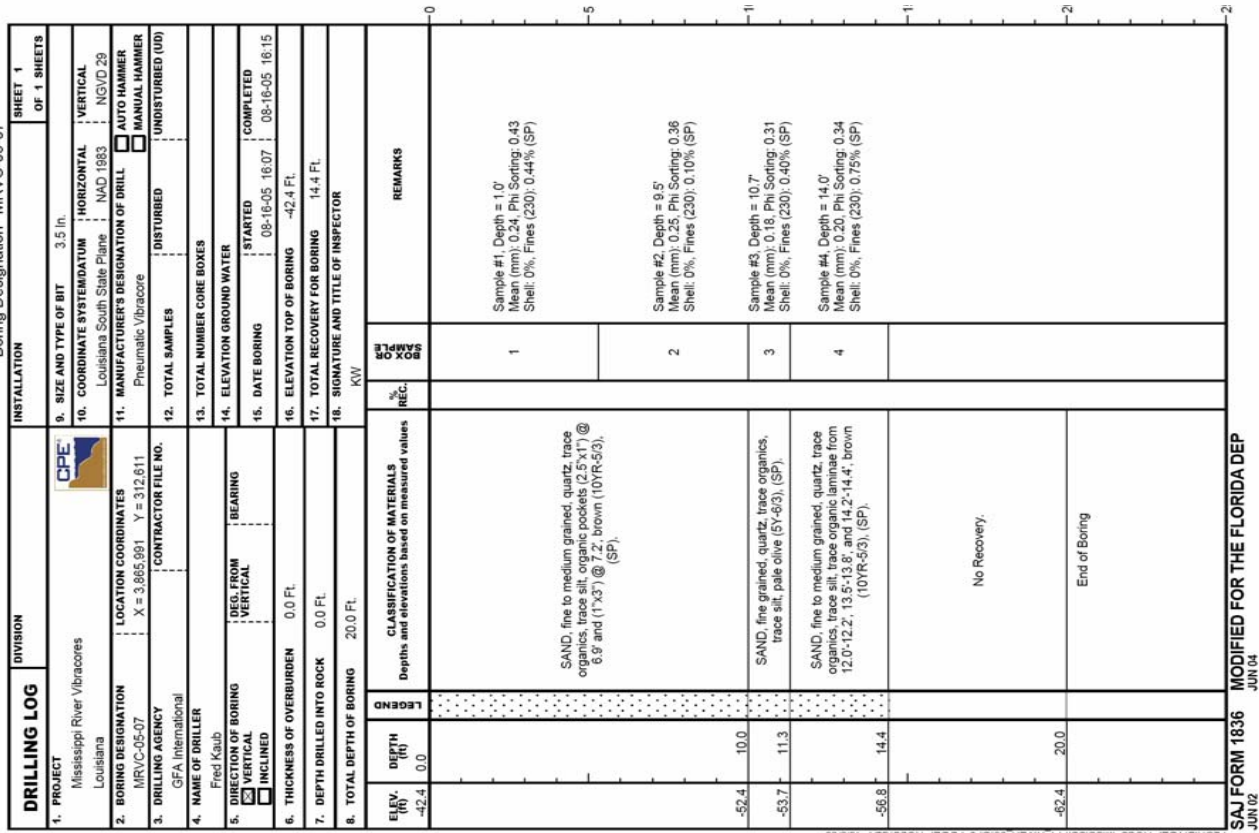 DRILLING LOG
DIVISION
INSTALLATION
SHEET 1
OF 1 SHEETS
1. PROJECT
Mississippi River Vibracores
Louisiana
CPE
9. SIZE AND TYPE OF BIT 3.5 In.
10. COORDINATE SYSTEM/DATUM
Louisiana South State Plane
HORIZONTAL
NAD 1983
VERTICAL
NGVD 29
2. BORING DESIGNATION
MRVC-05-07
LOCATION COORDINATES
X = 3,865,991 Y = 312,611
11. MANUFACTURER'S DESIGNATION OF DRILL
Pneumatic Vibracore
AUTO HAMMER
MANUAL HAMMER
3. DRILLING AGENCY
GFA International
CONTRACTOR FILE NO.
12. TOTAL SAMPLES
DISTURBED
UNDISTURBED (UD)
4. NAME OF DRILLER
Fred Kaub
13. TOTAL NUMBER CORE BOXES
14. ELEVATION GROUND WATER
5. DIRECTION OF BORING
VERTICAL
INCLINED
DEG. FROM
VERTICAL
BEARING
15. DATE BORING
STARTED
08-16-05 16:07
COMPLETED
08-16-05 16:15
6. THICKNESS OF OVERBURDEN 0.0 Ft.
16. ELEVATION TOP OF BORING -42.4 Ft.
7. DEPTH DRILLED INTO ROCK 0.0 Ft.
17. TOTAL RECOVERY FOR BORING 14.4 Ft.
8. TOTAL DEPTH OF BORING 20.0 Ft.
18. SIGNATURE AND TITLE OF INSPECTOR
KW
ELEV.
(ft)
DEPTH
(ft)
LEGEND
CLASSIFICATION OF MATERIALS
Depths and elevations based on measured values
%
REC.
BOX OR
SAMPLE
REMARKS
-42.4 0.0
0
SAND, fine to medium grained, quartz, trace
organics, trace silt, organic pockets (2.5"x1") @
6.9' and (1"x3") @ 7.2', brown (10YR-5/3),
(SP).
1
Sample #1, Depth = 1.0'
Mean (mm): 0.24, Phi Sorting: 0.43
Shell: 0%, Fines (230): 0.44% (SP)
5
2
Sample #2, Depth = 9.5'
Mean (mm): 0.25, Phi Sorting: 0.36
Shell: 0%, Fines (230): 0.10% (SP)
-52.4 10.0
SAND, fine grained, quartz, trace organics,
trace silt, pale olive (5Y-6/3), (SP).
3
Sample #3, Depth = 10.7'
Mean (mm): 0.18, Phi Sorting: 0.31
Shell: 0%, Fines (230): 0.40% (SP)
-53.7 11.3
SAND, fine to medium grained, quartz, trace
organics, trace silt, trace organic laminae from
12.0'-12.2', 13.5'-13.8', and 14.2'-14.4', brown
(10YR-5/3), (SP).
4
Sample #4, Depth = 14.0'
Mean (mm): 0.20, Phi Sorting: 0.34
Shell: 0%, Fines (230): 0.75% (SP)
-56.8 14.4
No Recovery.
-62.4 20.0
End of Boring
SAJ FORM 1836 MODIFIED FOR THE FLORIDA DEP
JUN 02 JUN 04